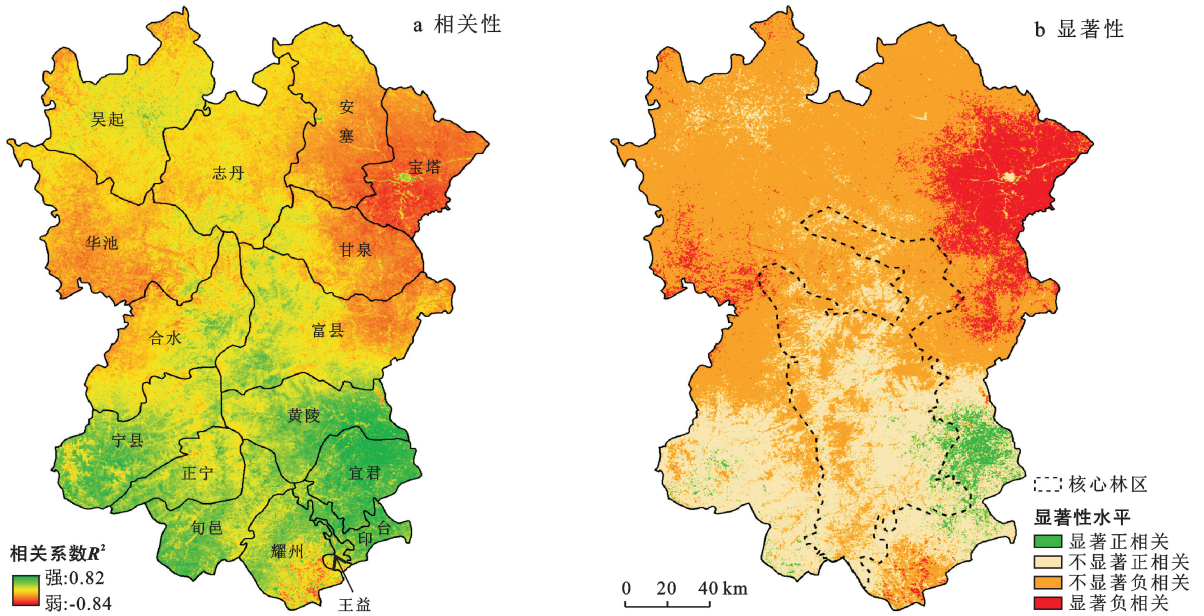 a 相关性
吴起
安塞
宝塔
志丹
华池
甘泉
合水
富县
黄陵
宁县
正宁
宜君
旬邑
耀州
印台
王益
相关系数R²
强:0.82
弱:-0.84
b 显著性
核心林区
显著性水平
显著正相关
不显著正相关
不显著负相关
显著负相关
0 20 40 km